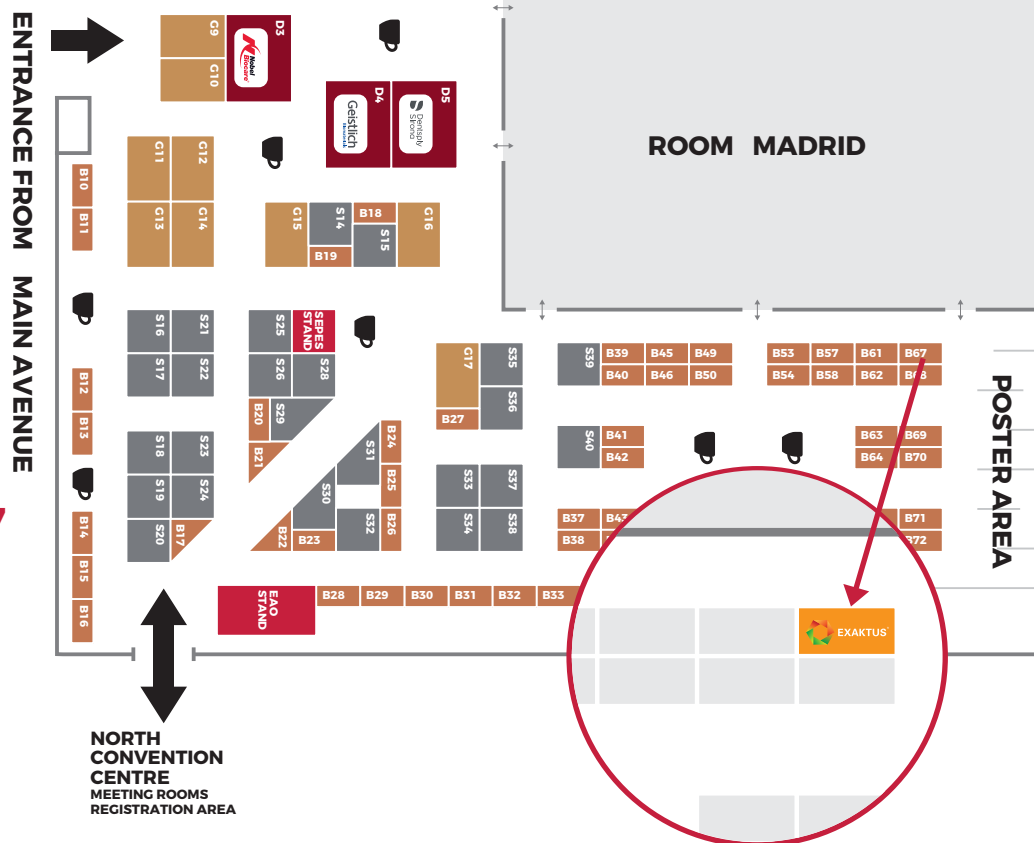 ENTRANCE FROM MAIN AVENUE
G9
G10
D3
Nobel
Biocare
D4
Geistlich
D5
Dentsply
Sirona
ROOM MADRID
G11
G12
G13
G14
B10
B11
G15
S14
B18
B19
S15
G16
S16
S21
S17
S22
S25
SEPES
STAND
S26
S28
B20
S29
B21
B12
B13
S18
S23
S19
S24
S20
B17
B14
B15
B16
S31
B24
B25
S30
S32
B26
B22
B23
G17
S35
S36
B27
S33
S37
S34
S38
S39
B39
B45
B49
B40
B46
B50
B53
B57
B61
B67
B54
B58
B62
B68
S40
B41
B42
B63
B69
B64
B70
B37
B43
B38
B71
B72
POSTER AREA
EAO
STAND
B28
B29
B30
B31
B32
B33
EXAKTUS
NORTH
CONVENTION
CENTRE
MEETING ROOMS
REGISTRATION AREA